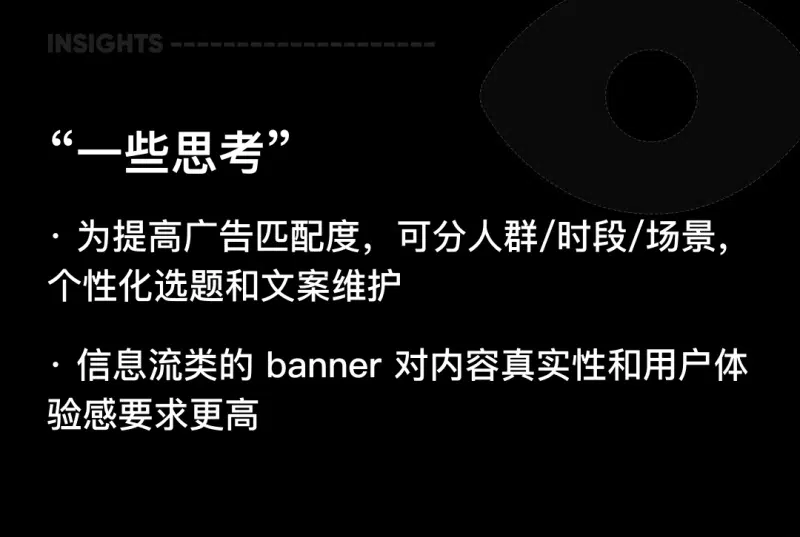 INSIGHTS ---------------------
“一些思考”
· 为提高广告匹配度，可分人群/时段/场景，
个性化选题和文案维护
· 信息流类的 banner 对内容真实性和用户体
验感要求更高